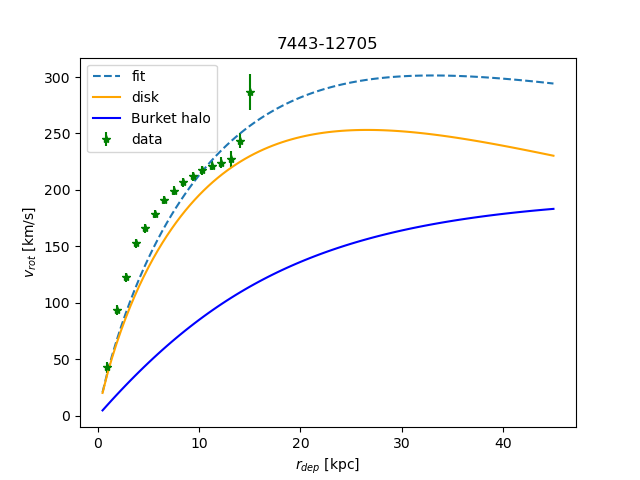 7443-12705
fit
disk
Burket halo
data
300
250
200
150
100
50
0
v_rot [km/s]
0 10 20 30 40
r_dep [kpc]